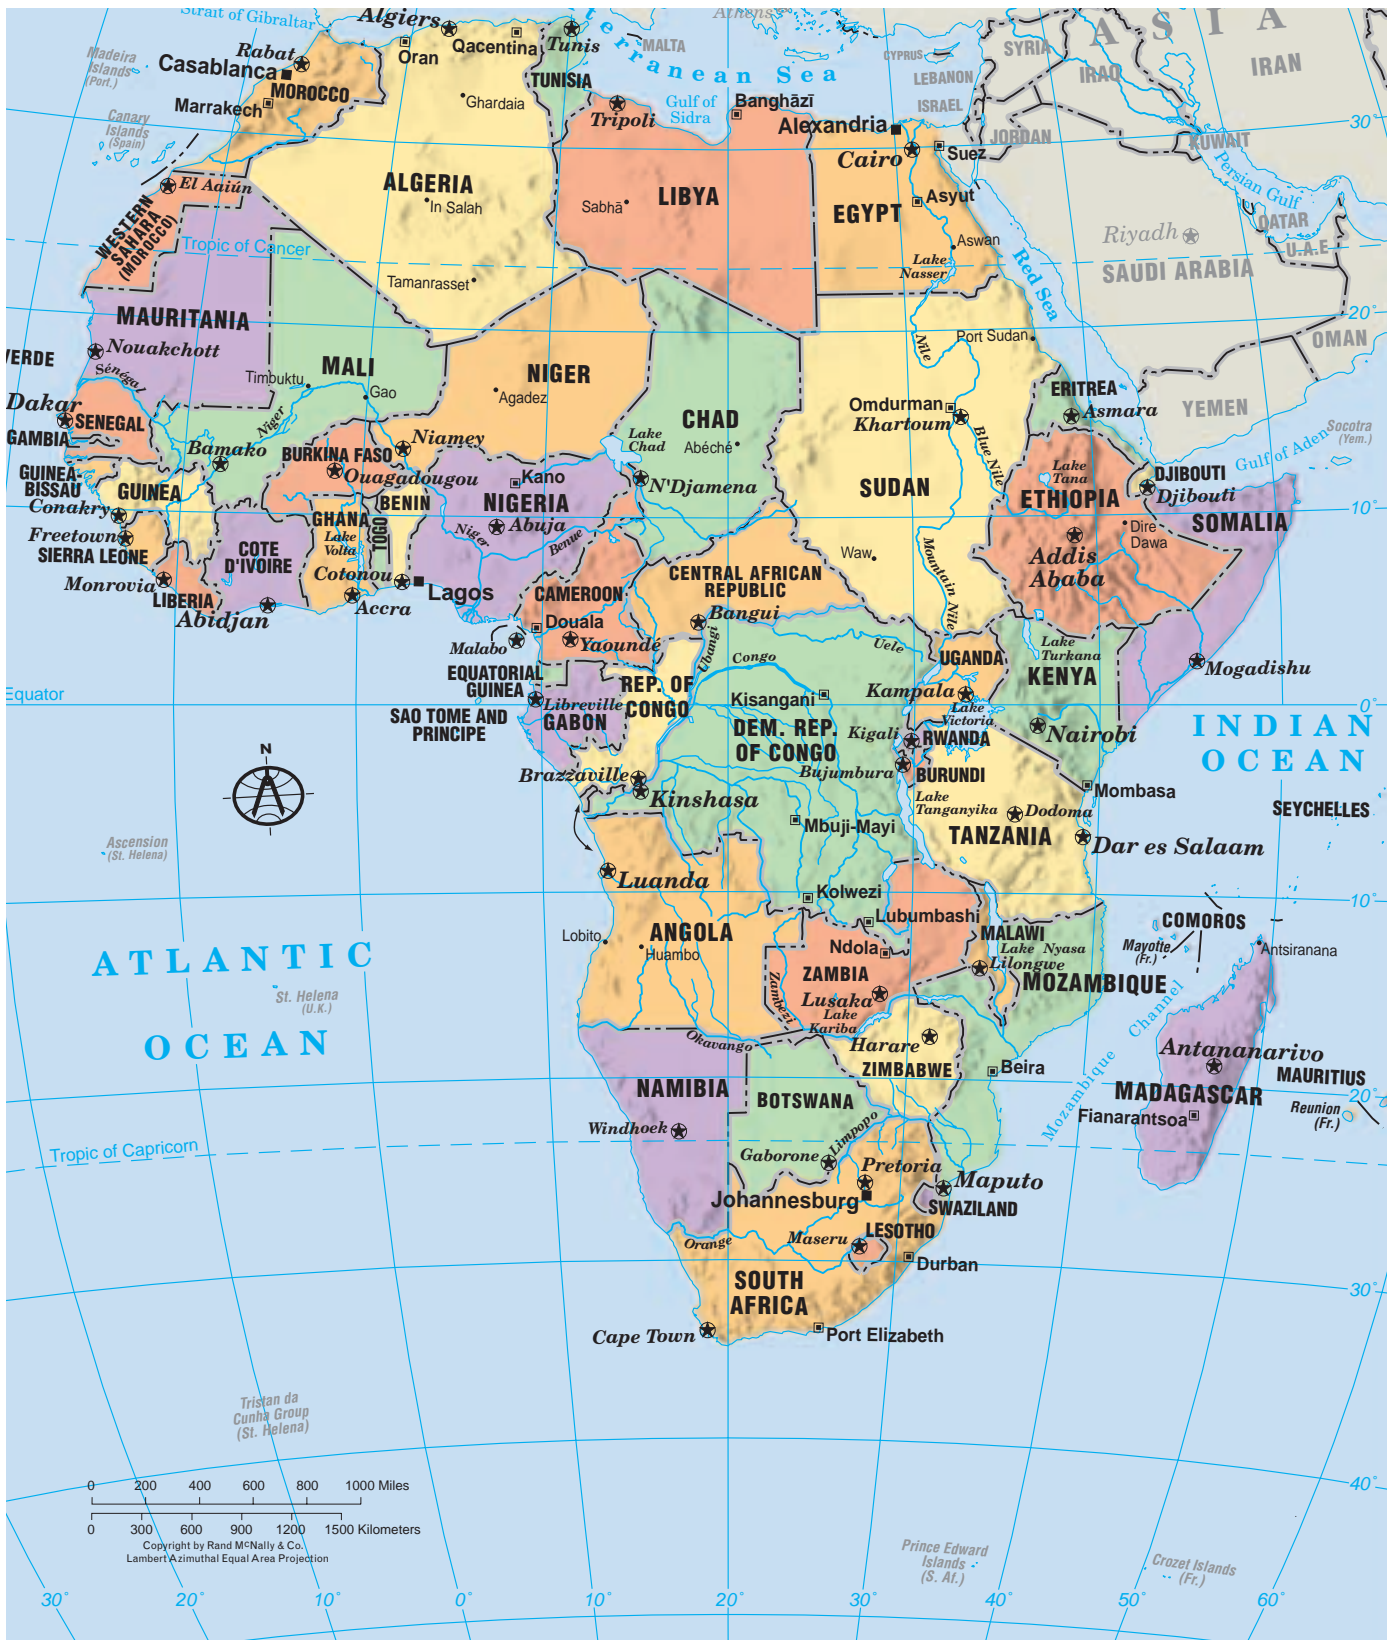 Strait of Gibraltar
Algiers
Athens
terranean Sea
ASIA
Madeira
Islands
(Port.)
Rabat
Oran
Qacentina
Tunis
MALTA
CYPRUS
SYRIA
IRAQ
IRAN
LEBANON
ISRAEL
JORDAN
KUWAIT
Casablanca
MOROCCO
Marrakech
Ghardaia
TUNISIA
Tripoli
Gulf of
Sidra
Banghāzī
Alexandria
Cairo
Suez
30°
Canary
Islands
(Spain)
El Aaiún
ALGERIA
In Salah
Sabhā
LIBYA
EGYPT
Asyut
Persian Gulf
QATAR
U.A.E
Riyadh
SAUDI ARABIA
WESTERN
SAHARA
(MOROCCO)
Tropic of Cancer
Tamanrasset
Aswan
Lake
Nasser
Red Sea
20°
OMAN
MAURITANIA
Nouakchott
VERDE
Sénégal
MALI
Timbuktu
Gao
Niger
NIGER
Agadez
CHAD
Abéché
Lake
Chad
Nile
Port Sudan
Omdurman
Khartoum
ERITREA
Asmara
YEMEN
Socotra
(Yem.)
Gulf of Aden
Dakar
SENEGAL
GAMBIA
GUINEA-
BISSAU
GUINEA
Conakry
Freetown
SIERRA LEONE
Monrovia
LIBERIA
Bamako
BURKINA FASO
Ouagadougou
Niamey
BENIN
GHANA
Lake
Volta
TOGO
COTE
D'IVOIRE
Cotonou
Abidjan
Accra
Lagos
Kano
NIGERIA
Abuja
Niger
Benue
N'Djamena
SUDAN
Blue Nile
Waw
Mountain Nile
Lake
Tana
ETHIOPIA
DJIBOUTI
Djibouti
Dire
Dawa
Addis
Ababa
SOMALIA
10°
CENTRAL AFRICAN
REPUBLIC
Bangui
CAMEROON
Douala
Yaoundé
Malabo
EQUATORIAL
GUINEA
Libreville
GABON
SAO TOME AND
PRINCIPE
Equator
Ubangi
REP. OF
CONGO
Congo
Uele
Kisangani
DEM. REP.
OF CONGO
UGANDA
Kampala
Lake
Turkana
KENYA
Mogadishu
Lake
Victoria
Kigali
RWANDA
Nairobi
Bujumbura
BURUNDI
0°
INDIAN
OCEAN
N
Brazzaville
Kinshasa
Mombasa
Lake
Tanganyika
Dodoma
TANZANIA
Dar es Salaam
SEYCHELLES
Mbuji-Mayi
Ascension
(St. Helena)
Luanda
Kolwezi
Lubumbashi
10°
ATLANTIC
OCEAN
Lobito
Huambo
ANGOLA
Ndola
ZAMBIA
Zambezi
Lusaka
Lake
Kariba
MALAWI
Lake Nyasa
Lilongwe
MOZAMBIQUE
COMOROS
Mayotte
(Fr.)
Antsiranana
St. Helena
(U.K.)
Okavango
Harare
ZIMBABWE
Beira
Mozambique Channel
Antananarivo
MADAGASCAR
Fianarantsoa
MAURITIUS
20°
Reunion
(Fr.)
NAMIBIA
Windhoek
BOTSWANA
Gaborone
Limpopo
Tropic of Capricorn
Pretoria
Johannesburg
Maputo
SWAZILAND
Orange
Maseru
LESOTHO
Durban
SOUTH
AFRICA
30°
Cape Town
Port Elizabeth
Tristan da
Cunha Group
(St. Helena)
40°
0 200 400 600 800 1000 Miles
0 300 600 900 1200 1500 Kilometers
Copyright by Rand McNally & Co.
Lambert Azimuthal Equal Area Projection
Prince Edward
Islands
(S. Af.)
Crozet Islands
(Fr.)
30° 20° 10° 0° 10° 20° 30° 40° 50° 60°